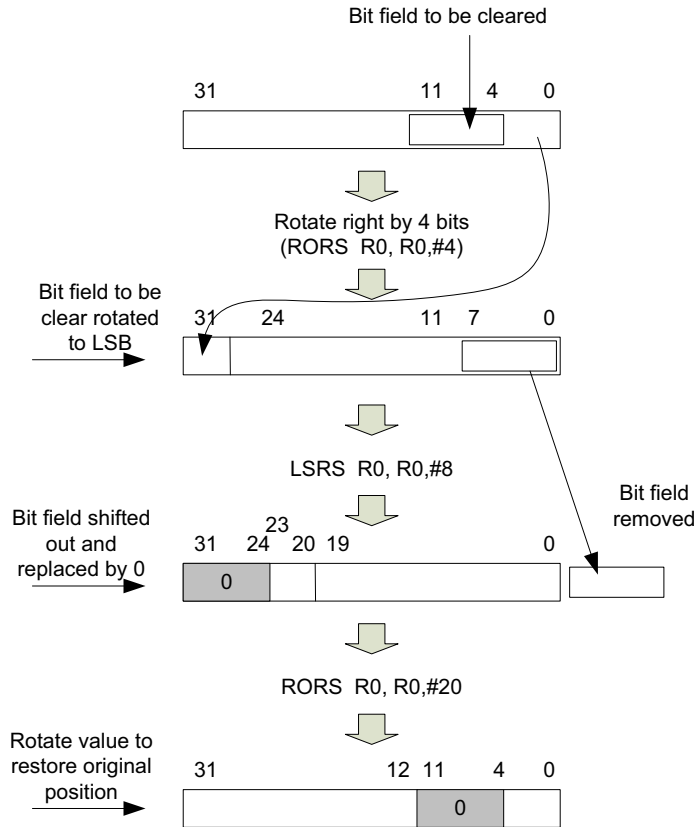 Bit field to be cleared
31 11 4 0
Rotate right by 4 bits
(RORS R0, R0,#4)
Bit field to be
clear rotated
to LSB
31 24 11 7 0
LSRS R0, R0,#8
Bit field
removed
Bit field shifted
out and
replaced by 0
23
31 24 20 19 0
0
RORS R0, R0,#20
Rotate value to
restore original
position
31 12 11 4 0
0